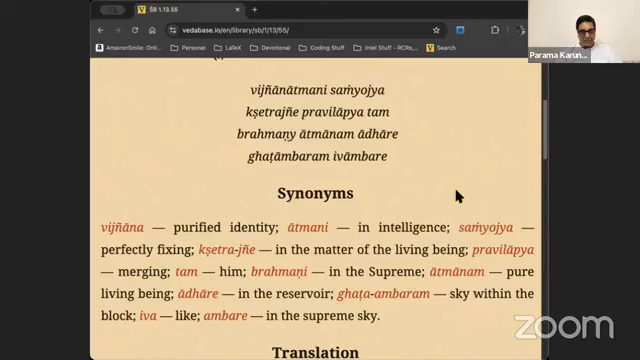 ŚB 1.13.55
vedabase.io/en/library/sb/1/13/55/
AmazonSmile: Onli...
Personal
LaTeX
Devotional
Coding Stuff
Intel Stuff - RCRs,...
Search
Parama Karun...
vijñānātmani saṁyojya
kṣetrajñe pravilāpya tam
brahmaṇy ātmānam ādhāre
ghaṭāmbaram ivāmbare
Synonyms
vijñāna — purified identity; ātmani — in intelligence; saṁyojya —
perfectly fixing; kṣetra-jñe — in the matter of the living being; pravilāpya
— merging; tam — him; brahmaṇi — in the Supreme; ātmānam — pure
living being; ādhāre — in the reservoir; ghaṭa-ambaram — sky within the
block; iva — like; ambare — in the supreme sky.
zoom
Translation